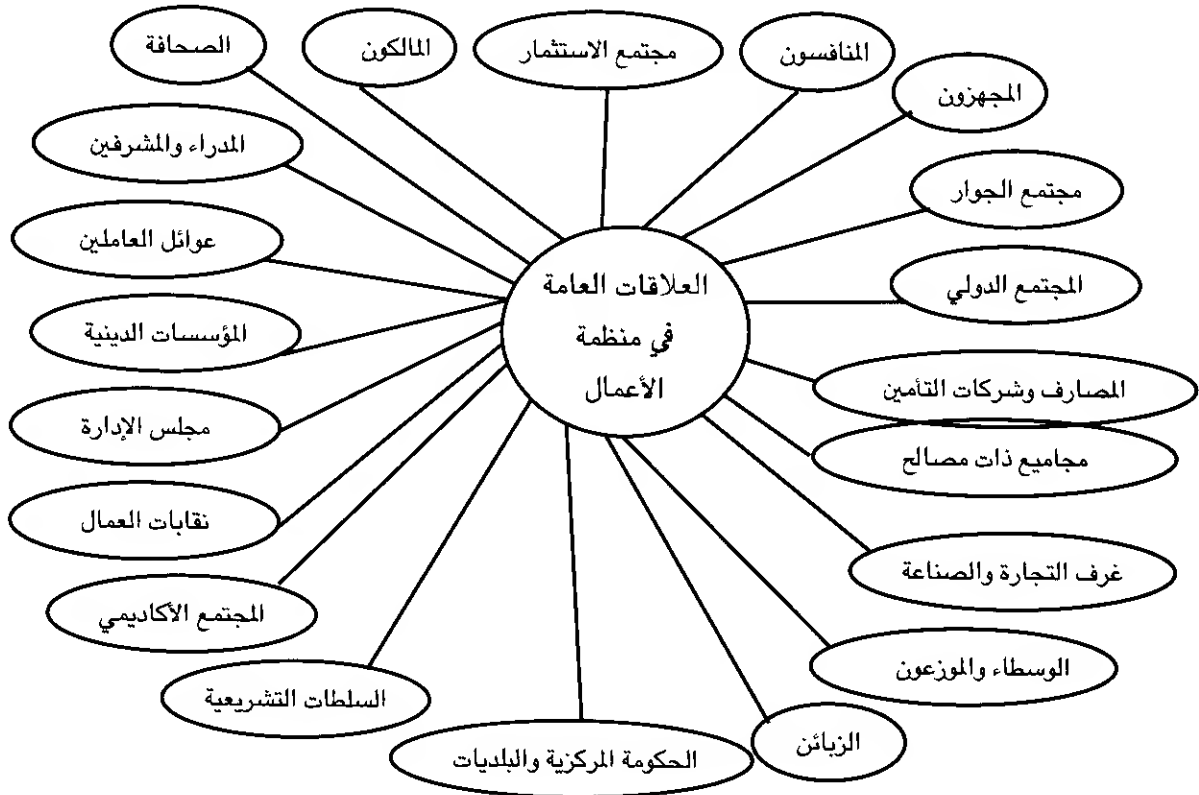 المجهزون
المنافسون
مجتمع الاستثمار
المالكون
الصحافة
المدراء والمشرفين
مجتمع الجوار
عوائل العاملين
المجتمع الدولي
العلاقات العامة
في منظمة
الأعمال
المؤسسات الدينية
المصارف وشركات التأمين
مجلس الإدارة
مجاميع ذات مصالح
نقابات العمال
غرف التجارة والصناعة
المجتمع الأكاديمي
الوسطاء والموزعون
السلطات التشريعية
الزبائن
الحكومة المركزية والبلديات